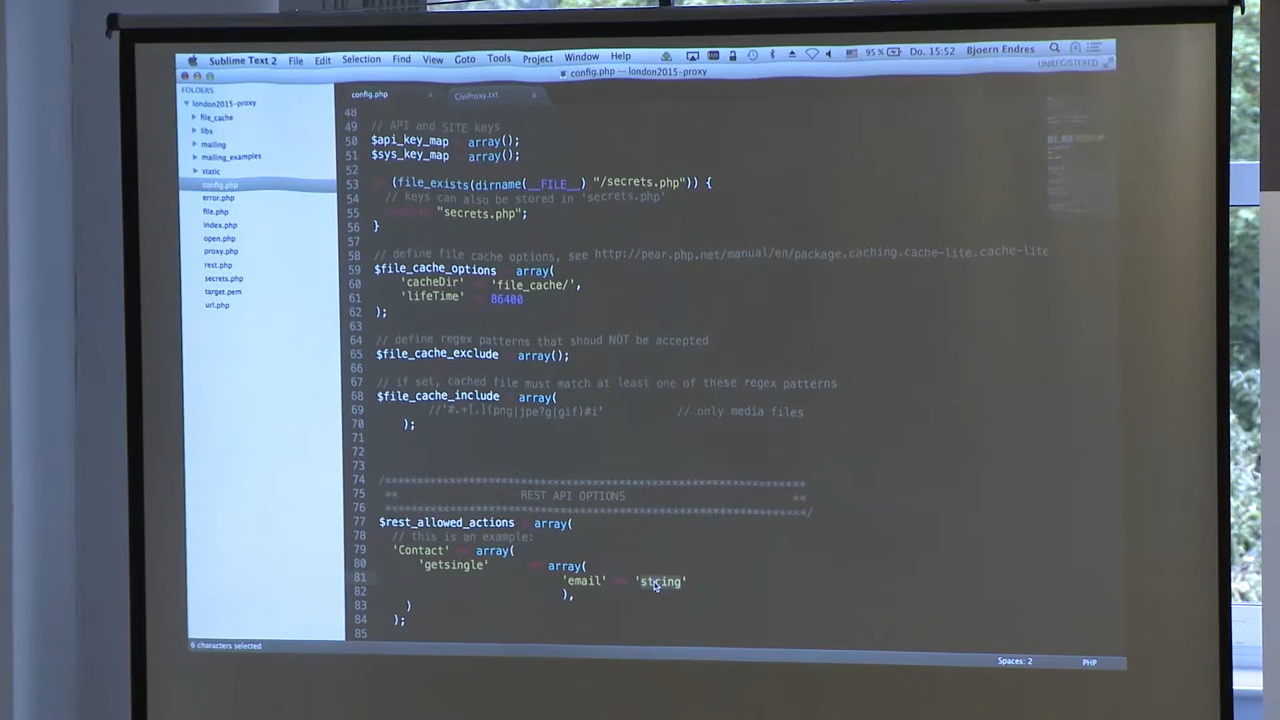 Sublime Text 2 File Edit Selection Find View Goto Tools Project Window Help 95% Do. 15:52 Bjoern Endres
config.php — london2015-proxy
UNREGISTERED
FOLDERS
london2015-proxy
file_cache
libs
mailing
mailing_examples
static
config.php
error.php
file.php
index.php
open.php
proxy.php
rest.php
secrets.php
target.pem
url.php
config.php CiviProxy.txt
48
49 // API and SITE keys
50 $api_key_map = array();
51 $sys_key_map = array();
52
53 (file_exists(dirname(__FILE__) "/secrets.php")) {
54 // keys can also be stored in 'secrets.php'
55 "secrets.php";
56 }
57
58 // define file cache options, see http://pear.php.net/manual/en/package.caching.cache-lite.cache-lite
59 $file_cache_options = array(
60 'cacheDir' => 'file_cache/',
61 'lifeTime' => 86400
62 );
63
64 // define regex patterns that shoud NOT be accepted
65 $file_cache_exclude = array();
66
67 // if set, cached file must match at least one of these regex patterns
68 $file_cache_include = array(
69 //'#.+[.](png|jpe?g|gif)#i' // only media files
70 );
71
72
73
74 /***********************************************************
75 ** REST API OPTIONS **
76 ***********************************************************/
77 $rest_allowed_actions = array(
78 // this is an example:
79 'Contact' => array(
80 'getsingle' => array(
81 'email' => 'string'
82 ),
83 )
84 );
85
6 characters selected
Spaces: 2 PHP